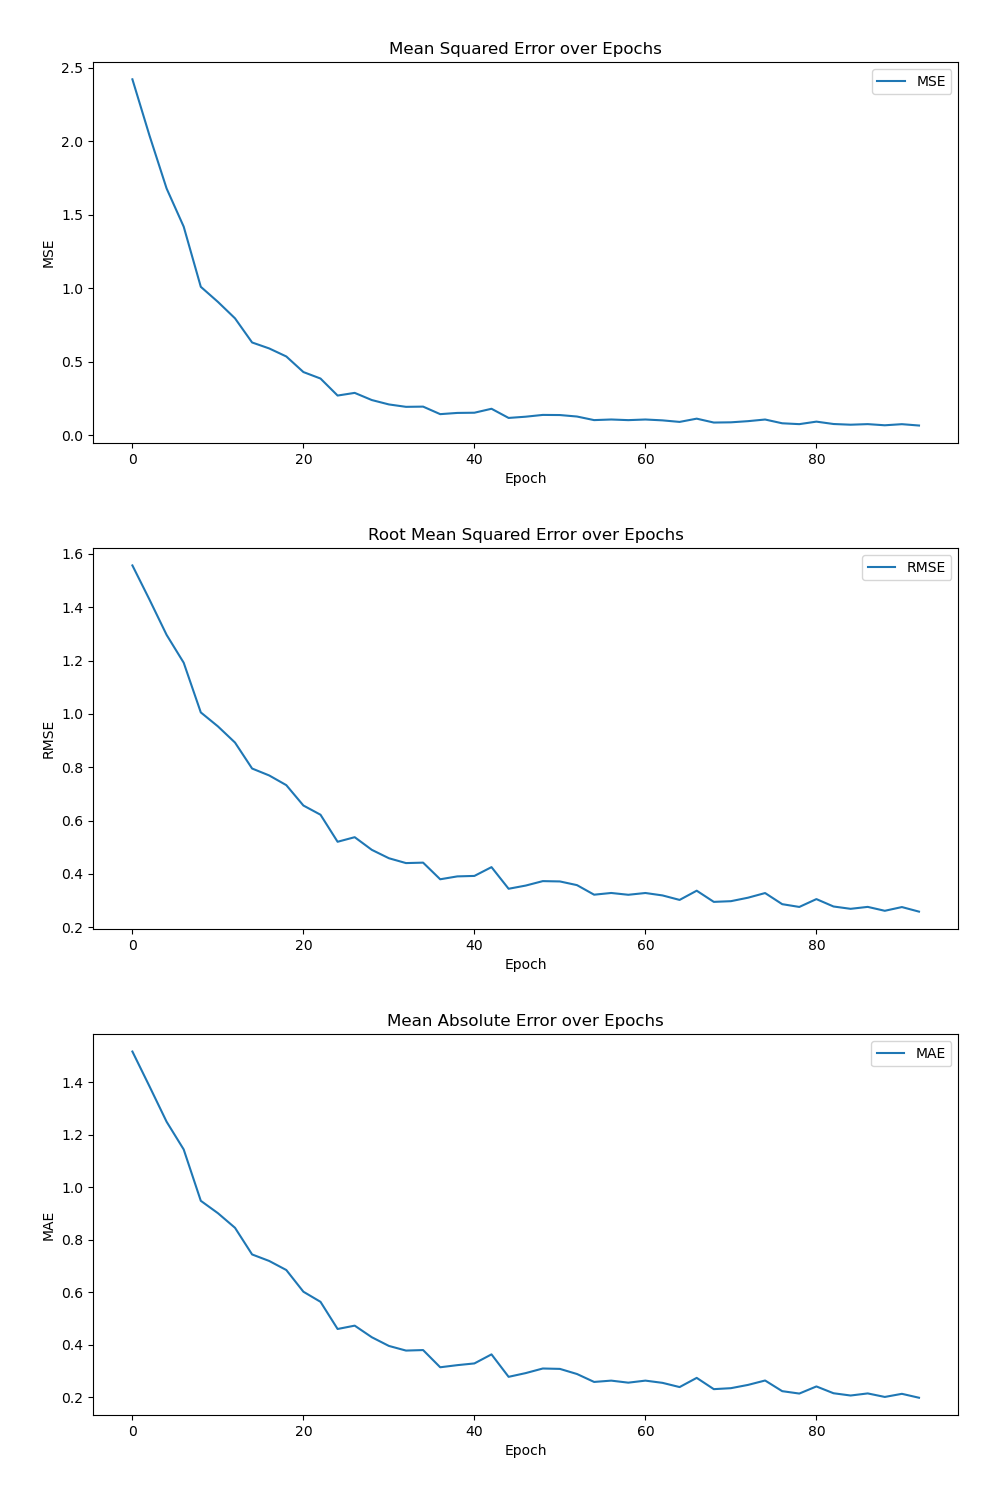 Mean Squared Error over Epochs
2.5
2.0
1.5
1.0
0.5
0.0
MSE
MSE
0 20 40 60 80
Epoch
Root Mean Squared Error over Epochs
1.6
1.4
1.2
1.0
0.8
0.6
0.4
0.2
RMSE
RMSE
0 20 40 60 80
Epoch
Mean Absolute Error over Epochs
1.4
1.2
1.0
0.8
0.6
0.4
0.2
MAE
MAE
0 20 40 60 80
Epoch